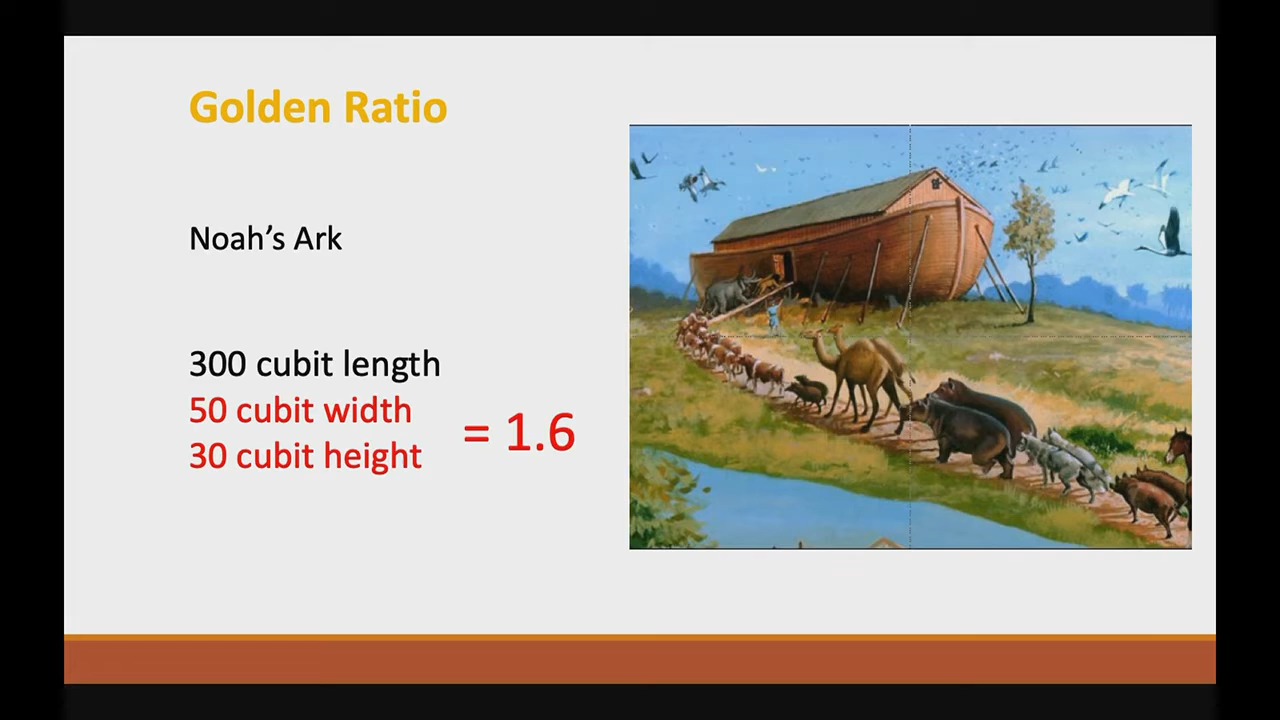 Golden Ratio
Noah's Ark
300 cubit length
50 cubit width
30 cubit height
= 1.6